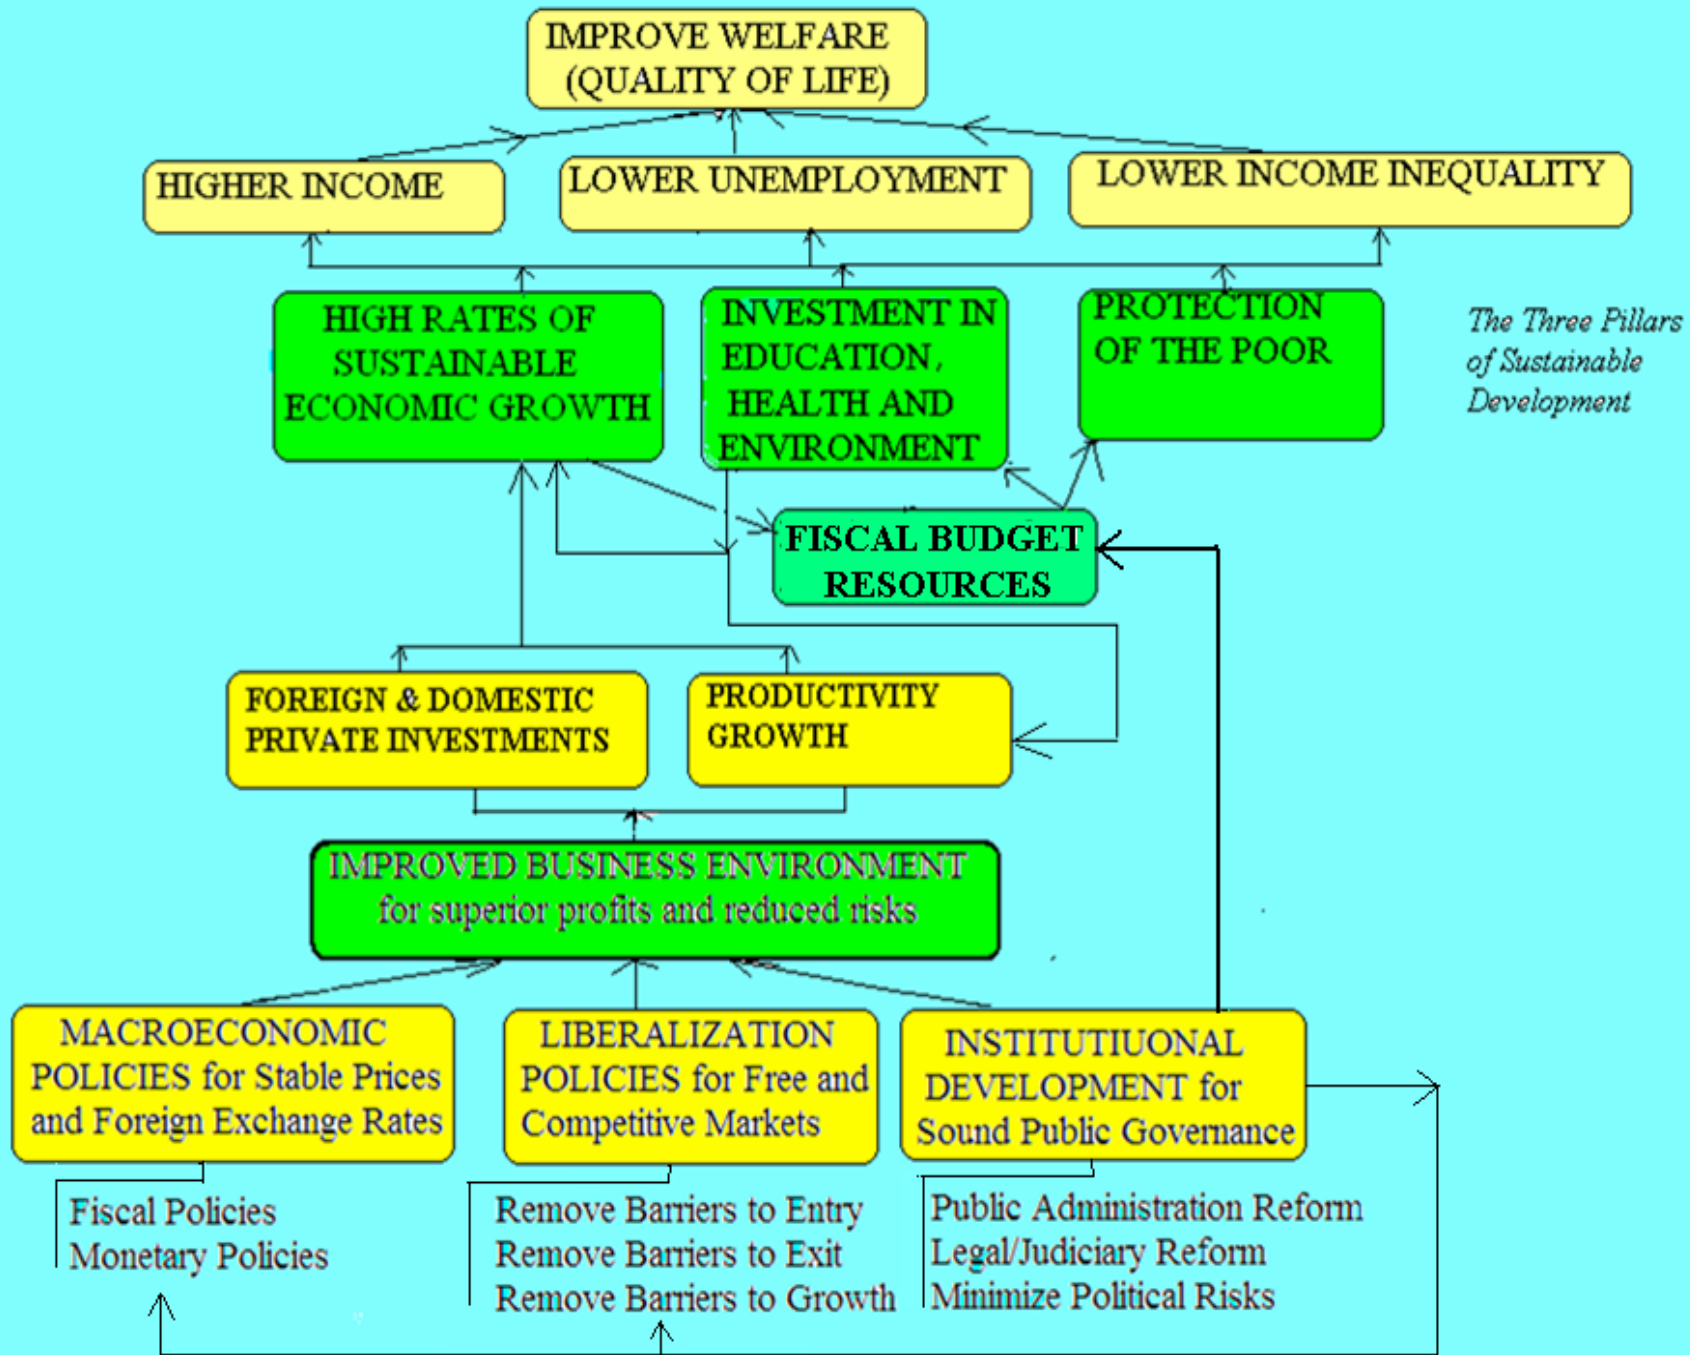 IMPROVE WELFARE
(QUALITY OF LIFE)
HIGHER INCOME
LOWER UNEMPLOYMENT
LOWER INCOME INEQUALITY
HIGH RATES OF
SUSTAINABLE
ECONOMIC GROWTH
INVESTMENT IN
EDUCATION,
HEALTH AND
ENVIRONMENT
PROTECTION
OF THE POOR
The Three Pillars
of Sustainable
Development
FISCAL BUDGET
RESOURCES
FOREIGN & DOMESTIC
PRIVATE INVESTMENTS
PRODUCTIVITY
GROWTH
IMPROVED BUSINESS ENVIRONMENT
for superior profits and reduced risks
MACROECONOMIC
POLICIES for Stable Prices
and Foreign Exchange Rates
LIBERALIZATION
POLICIES for Free and
Competitive Markets
INSTITUTIUONAL
DEVELOPMENT for
Sound Public Governance
Fiscal Policies
Monetary Policies
Remove Barriers to Entry
Remove Barriers to Exit
Remove Barriers to Growth
Public Administration Reform
Legal/Judiciary Reform
Minimize Political Risks